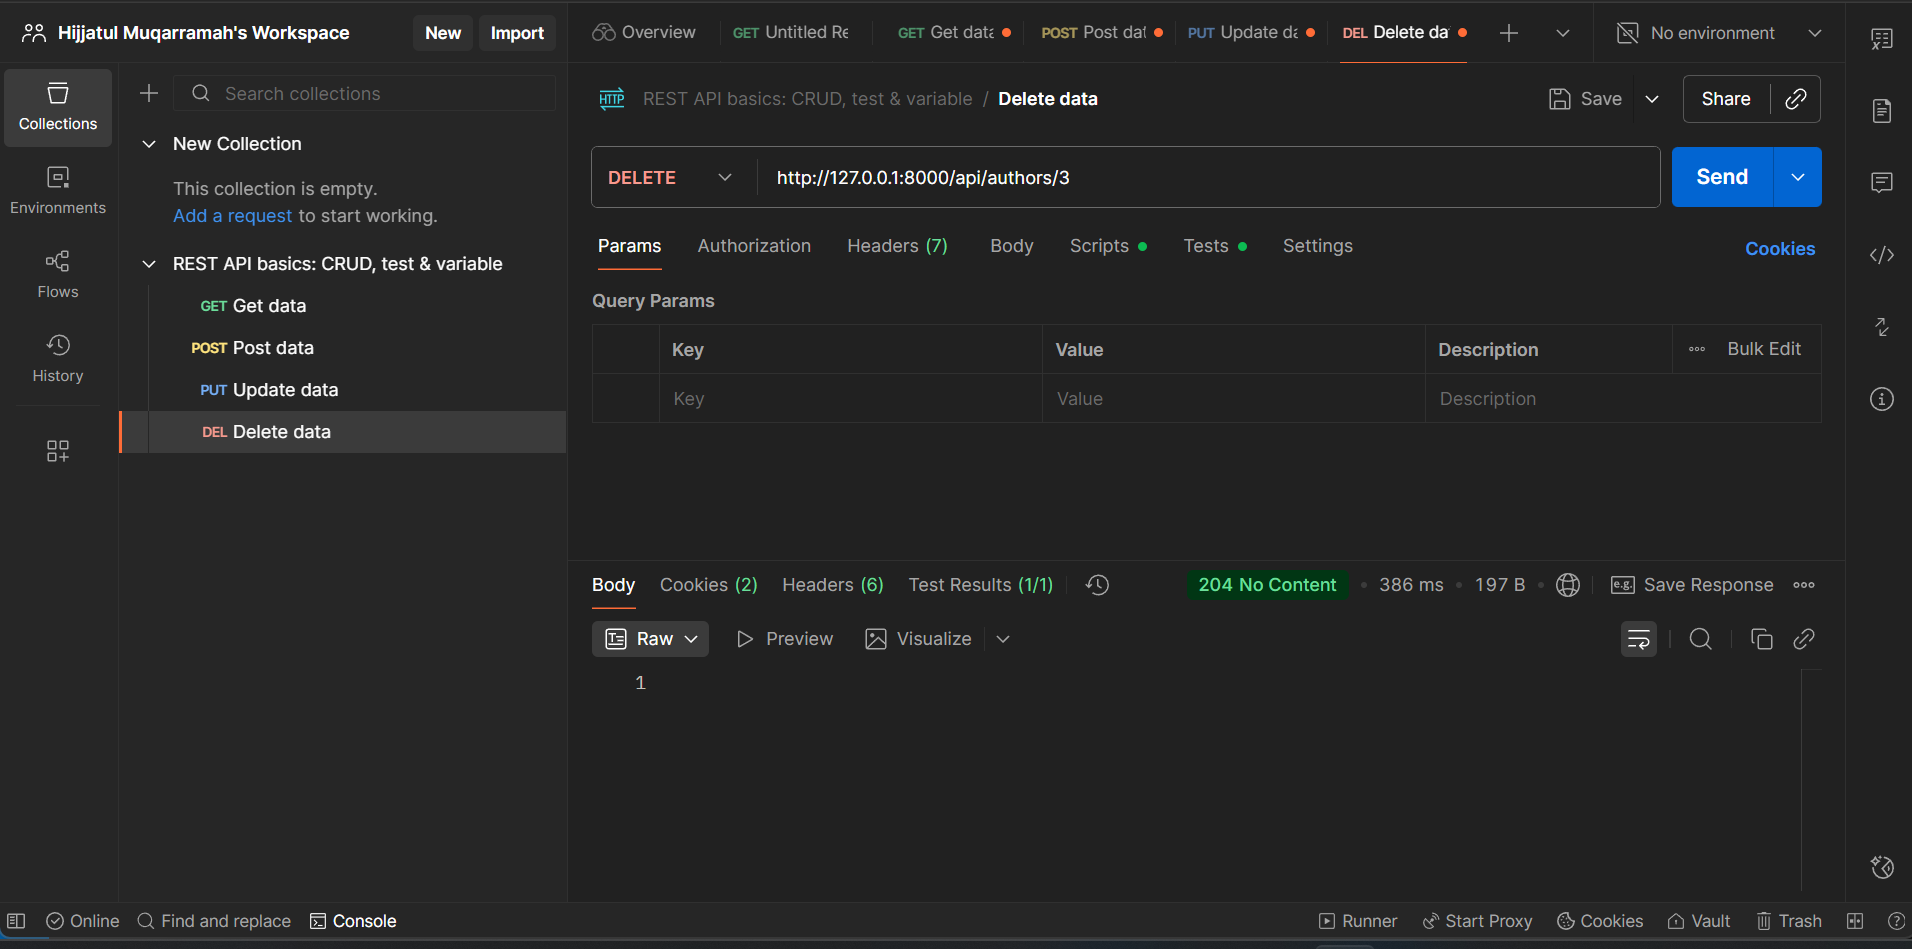 Hijjatul Muqarramah's Workspace
New
Import
Overview
GET Untitled Re
GET Get data
POST Post dat
PUT Update da
DEL Delete dat
No environment
Collections
Environments
Flows
History
Search collections
New Collection
This collection is empty.
Add a request to start working.
REST API basics: CRUD, test & variable
GET Get data
POST Post data
PUT Update data
DEL Delete data
HTTP REST API basics: CRUD, test & variable / Delete data
Save
Share
DELETE http://127.0.0.1:8000/api/authors/3
Send
Params Authorization Headers (7) Body Scripts Tests Settings
Cookies
Query Params
Key Value Description Bulk Edit
Key Value Description
Body Cookies (2) Headers (6) Test Results (1/1)
204 No Content 386 ms 197 B
e.g. Save Response
Raw Preview Visualize
1
Online Find and replace Console
Runner Start Proxy Cookies Vault Trash